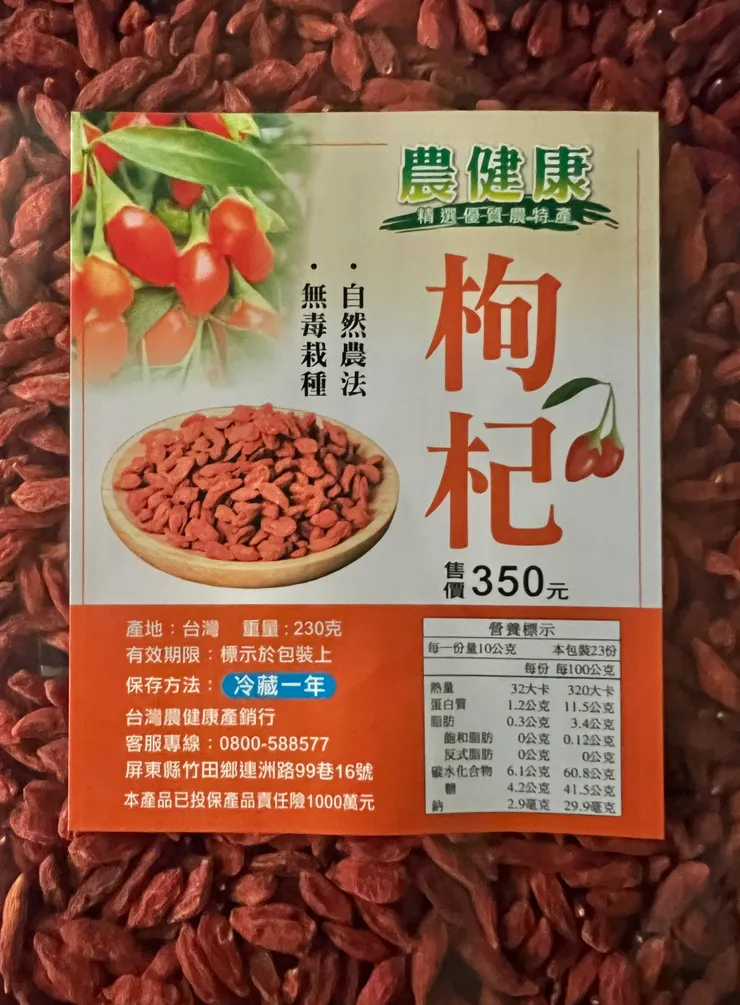 農健康
精選優質農特產
枸杞
・自然農法
・無毒栽種
售價350元
產地：台灣　重量：230克
有效期限：標示於包裝上
保存方法：冷藏一年
台灣農健康產銷行
客服專線：0800-588577
屏東縣竹田鄉連洲路99巷16號
本產品已投保產品責任險1000萬元
營養標示
每一份量10公克　本包裝23份
每份 每100公克
熱量 32大卡 320大卡
蛋白質 1.2公克 11.5公克
脂肪 0.3公克 3.4公克
飽和脂肪 0公克 0.12公克
反式脂肪 0公克 0公克
碳水化合物 6.1公克 60.8公克
糖 4.2公克 41.5公克
鈉 2.9毫克 29.9毫克